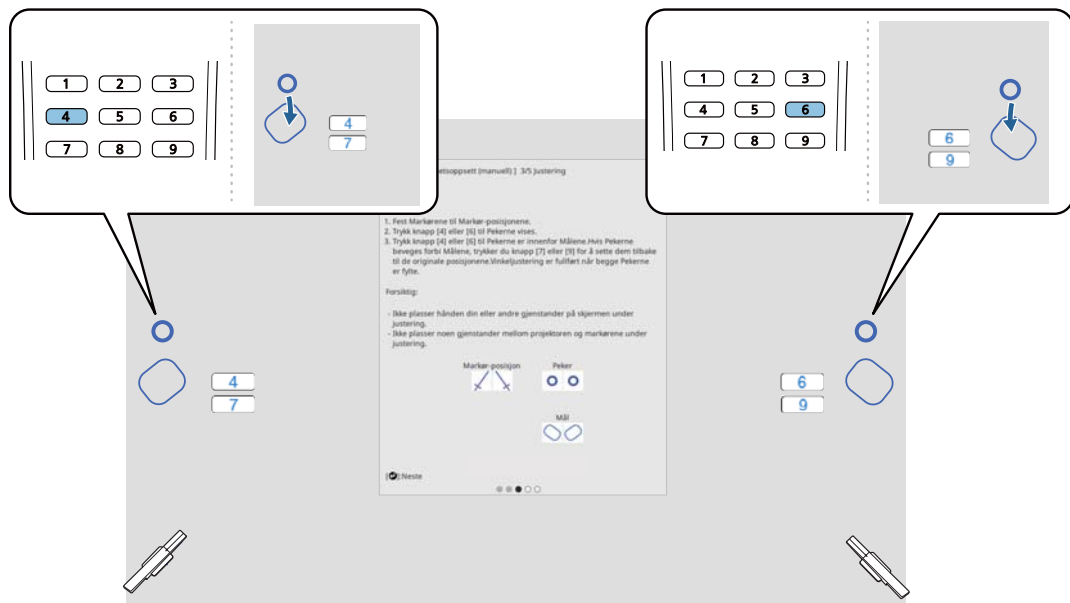 1 2 3
4 5 6
7 8 9
4
7
1 2 3
4 5 6
7 8 9
6
9
etsoppsett (manuell) ] 3/5 Justering
1. Fest Markørene til Markør-posisjonene.
2. Trykk knapp [4] eller [6] til Pekerne vises.
3. Trykk knapp [4] eller [6] til Pekerne er innenfor Målene.Hvis Pekerne
beveges forbi Målene, trykker du knapp [7] eller [9] for å sette dem tilbake
til de originale posisjonene.Vinkeljustering er fullført når begge Pekerne
er fylte.
Forsiktig:
- Ikke plasser hånden din eller andre gjenstander på skjermen under
justering.
- Ikke plasser noen gjenstander mellom projektoren og markørene under
justering.
Markør-posisjon Peker
4
7
6
9
Mål
[ ]:Neste